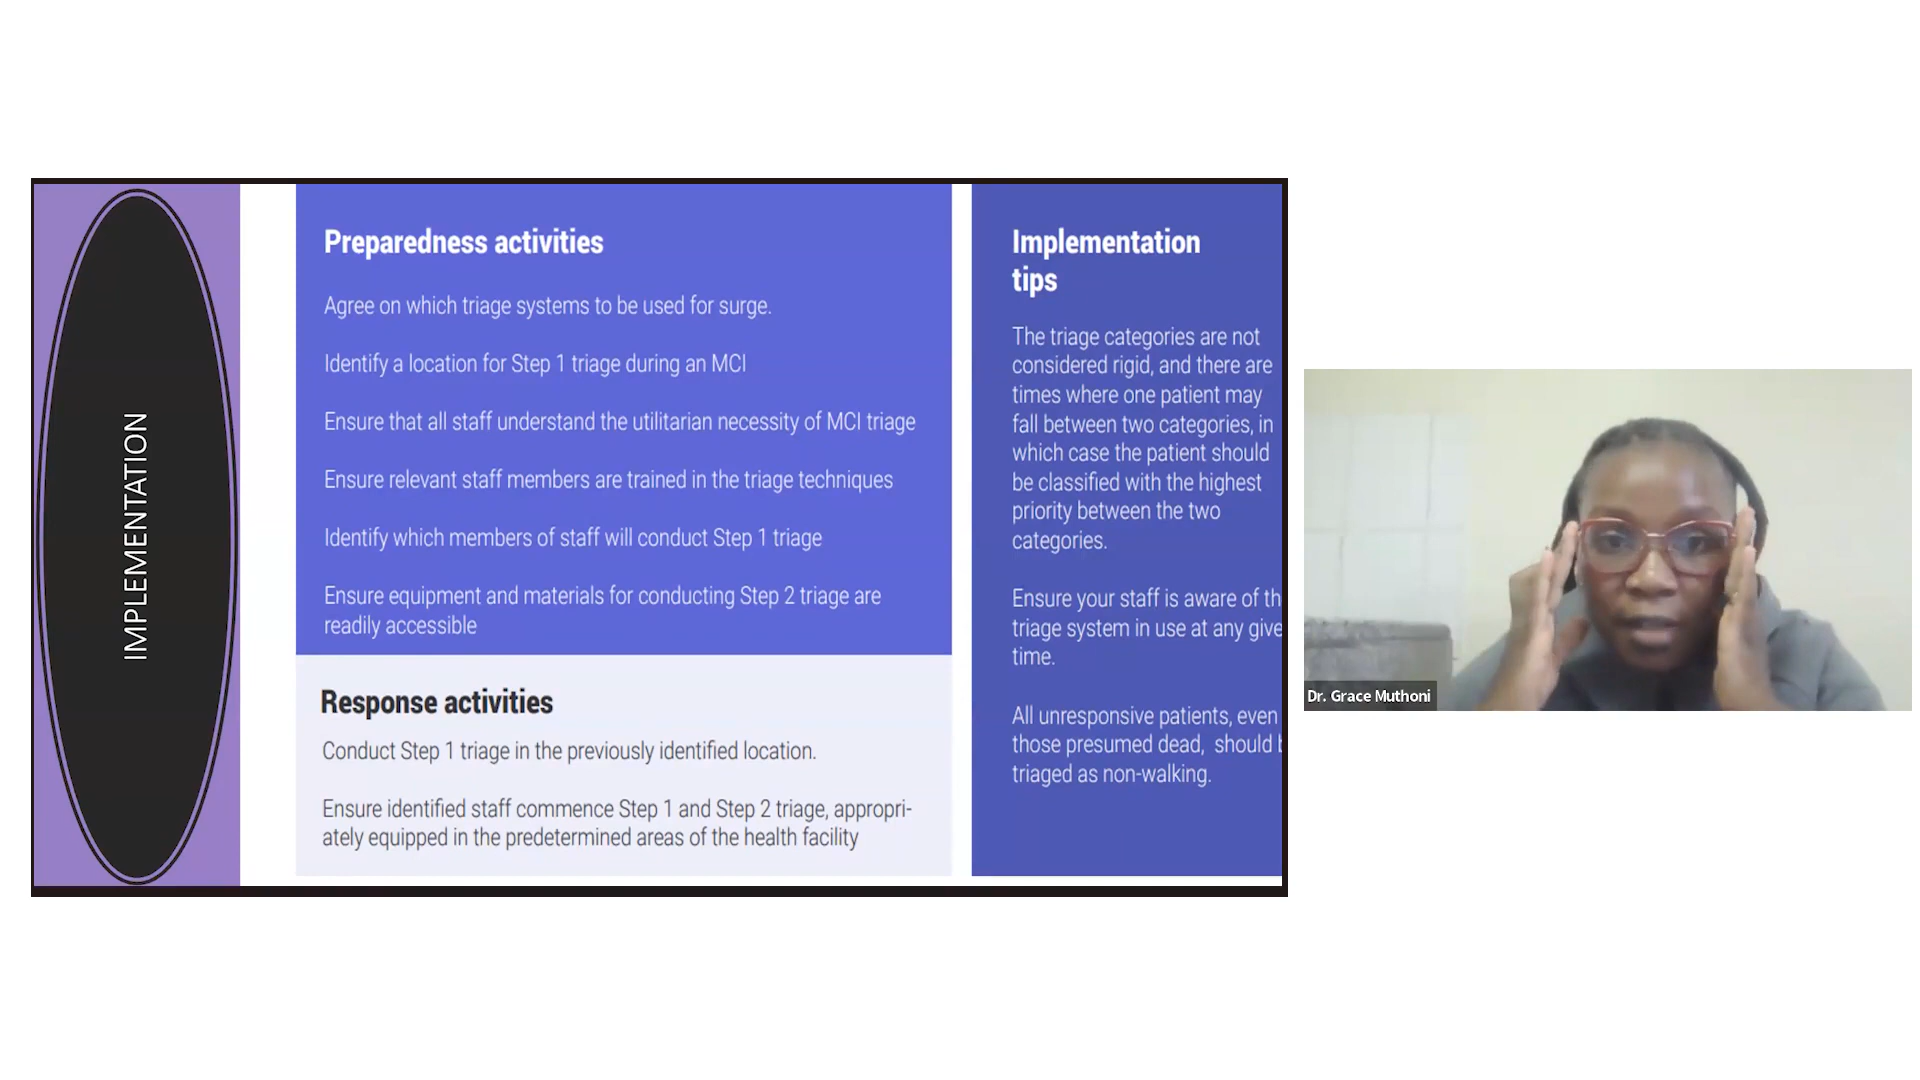 IMPLEMENTATION
Preparedness activities
Agree on which triage systems to be used for surge.
Identify a location for Step 1 triage during an MCI
Ensure that all staff understand the utilitarian necessity of MCI triage
Ensure relevant staff members are trained in the triage techniques
Identify which members of staff will conduct Step 1 triage
Ensure equipment and materials for conducting Step 2 triage are
readily accessible
Response activities
Conduct Step 1 triage in the previously identified location.
Ensure identified staff commence Step 1 and Step 2 triage, appropri-
ately equipped in the predetermined areas of the health facility
Implementation
tips
The triage categories are not
considered rigid, and there are
times where one patient may
fall between two categories, in
which case the patient should
be classified with the highest
priority between the two
categories.
Ensure your staff is aware of th
triage system in use at any give
time.
All unresponsive patients, even
those presumed dead, should
triaged as non-walking.
Dr. Grace Muthoni